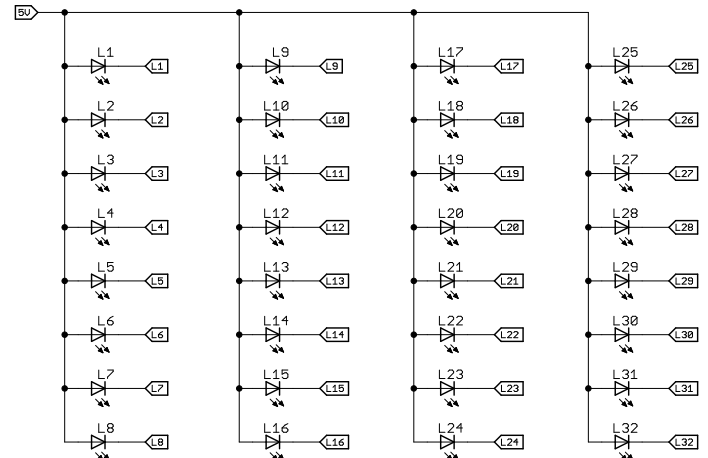 5V
L1 L1 L9 L9 L17 L17 L25 L25
L2 L2 L10 L10 L18 L18 L26 L26
L3 L3 L11 L11 L19 L19 L27 L27
L4 L4 L12 L12 L20 L20 L28 L28
L5 L5 L13 L13 L21 L21 L29 L29
L6 L6 L14 L14 L22 L22 L30 L30
L7 L7 L15 L15 L23 L23 L31 L31
L8 L8 L16 L16 L24 L24 L32 L32